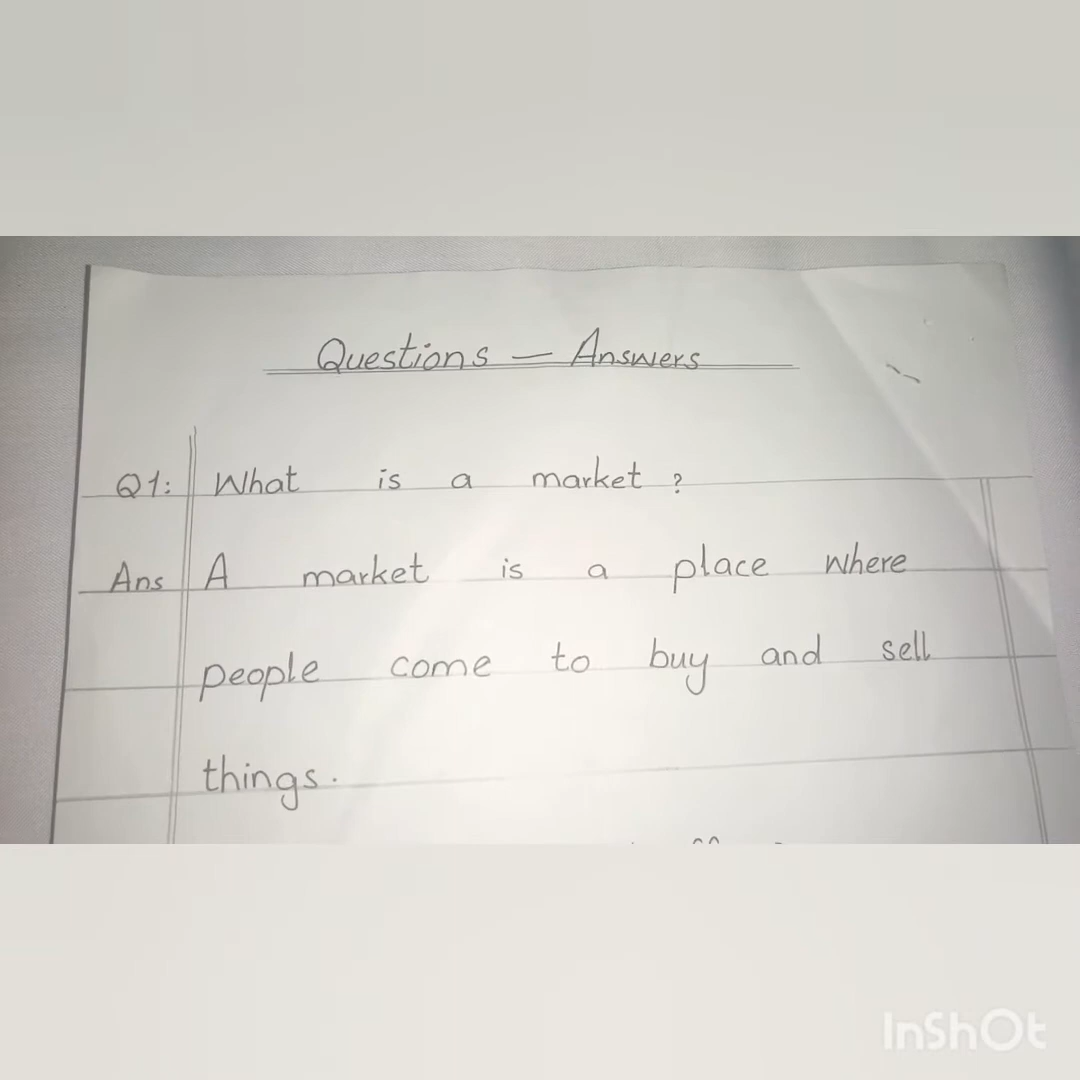 Questions — Answers
Q1: What is a market ?
Ans A market is a place where
people come to buy and sell
things.
InShOt